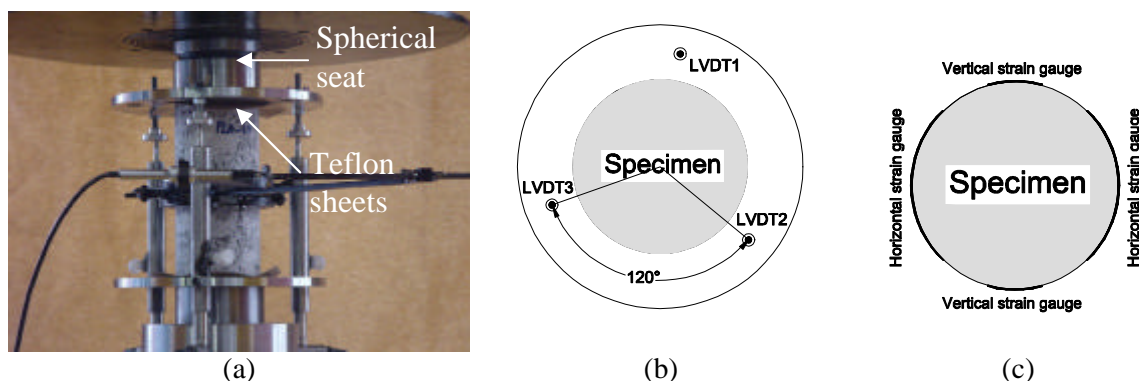 Spherical
seat
Teflon
sheets
(a)
LVDT1
Specimen
LVDT3
LVDT2
120°
(b)
Vertical strain gauge
Horizontal strain gauge
Specimen
Horizontal strain gauge
Vertical strain gauge
(c)